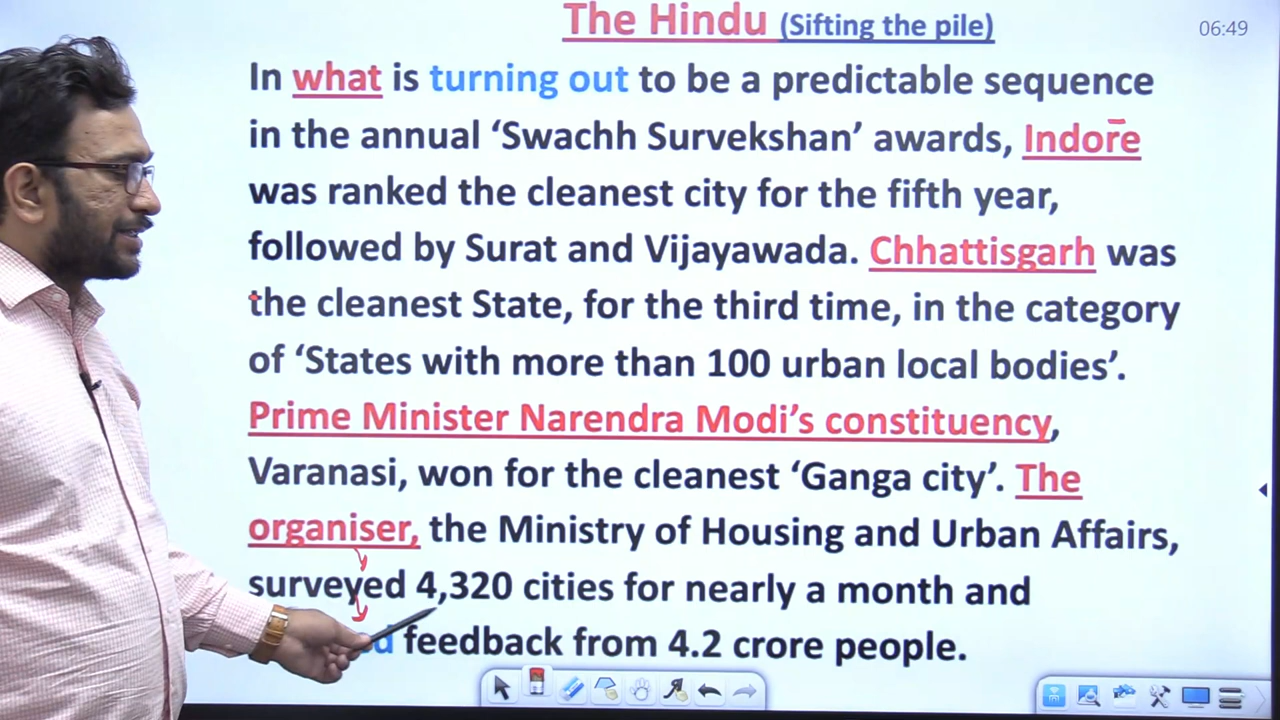 The Hindu (Sifting the pile)
06:49
In what is turning out to be a predictable sequence
in the annual ‘Swachh Survekshan’ awards, Indore
was ranked the cleanest city for the fifth year,
followed by Surat and Vijayawada. Chhattisgarh was
the cleanest State, for the third time, in the category
of ‘States with more than 100 urban local bodies’.
Prime Minister Narendra Modi’s constituency,
Varanasi, won for the cleanest ‘Ganga city’. The
organiser, the Ministry of Housing and Urban Affairs,
surveyed 4,320 cities for nearly a month and
feedback from 4.2 crore people.